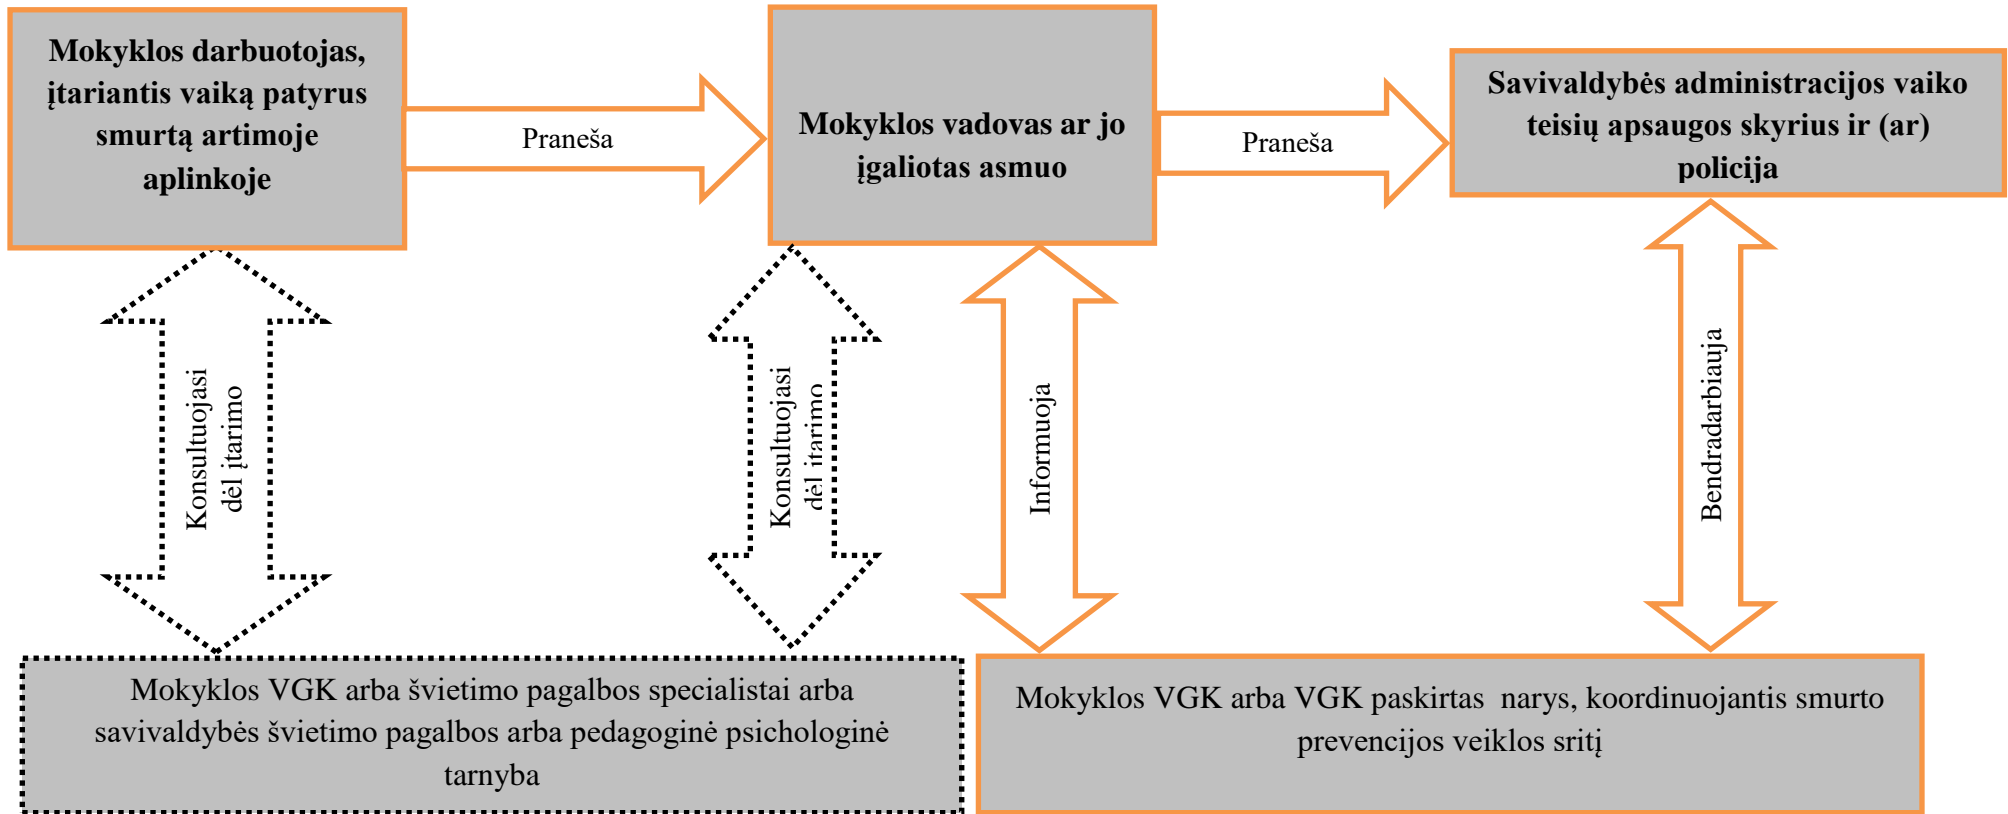 Mokyklos darbuotojas,
įtariantis vaiką patyrus
smurtą artimoje
aplinkoje
Praneša
Mokyklos vadovas ar jo
įgaliotas asmuo
Praneša
Savivaldybės administracijos vaiko
teisių apsaugos skyrius ir (ar)
policija
Konsultuojasi
dėl įtarimo
Konsultuojasi
dėl įtarimo
Informuoja
Bendradarbiauja
Mokyklos VGK arba švietimo pagalbos specialistai arba
savivaldybės švietimo pagalbos arba pedagoginė psichologinė
tarnyba
Mokyklos VGK arba VGK paskirtas  narys, koordinuojantis smurto
prevencijos veiklos sritį